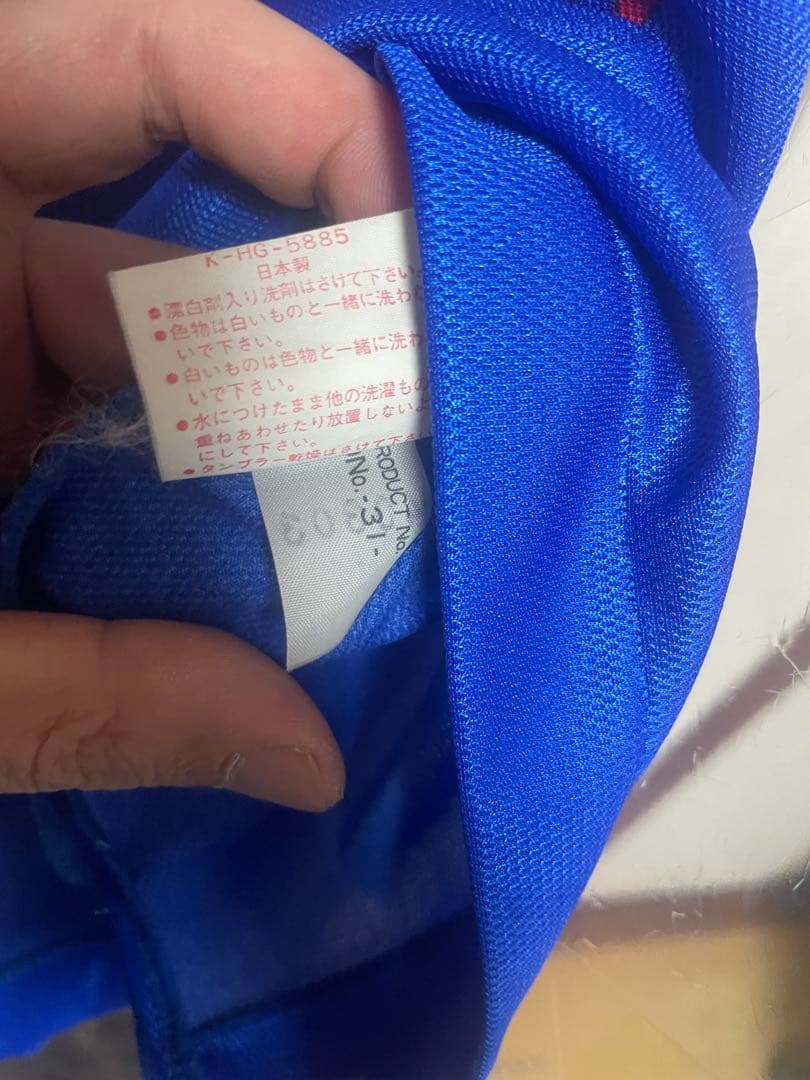 K-HG-5885
日本製
●漂白剤入り洗剤はさけて下さい。
●色物は白いものと一緒に洗わ
いで下さい。
●白いものは色物と一緒に洗わ
いで下さい。
●水につけたまま他の洗濯もの
重ねあわせたり放置しないよ
にして下さい。
●タンブラー乾燥はさけて下さ
PRODUCT No.
No.-31-